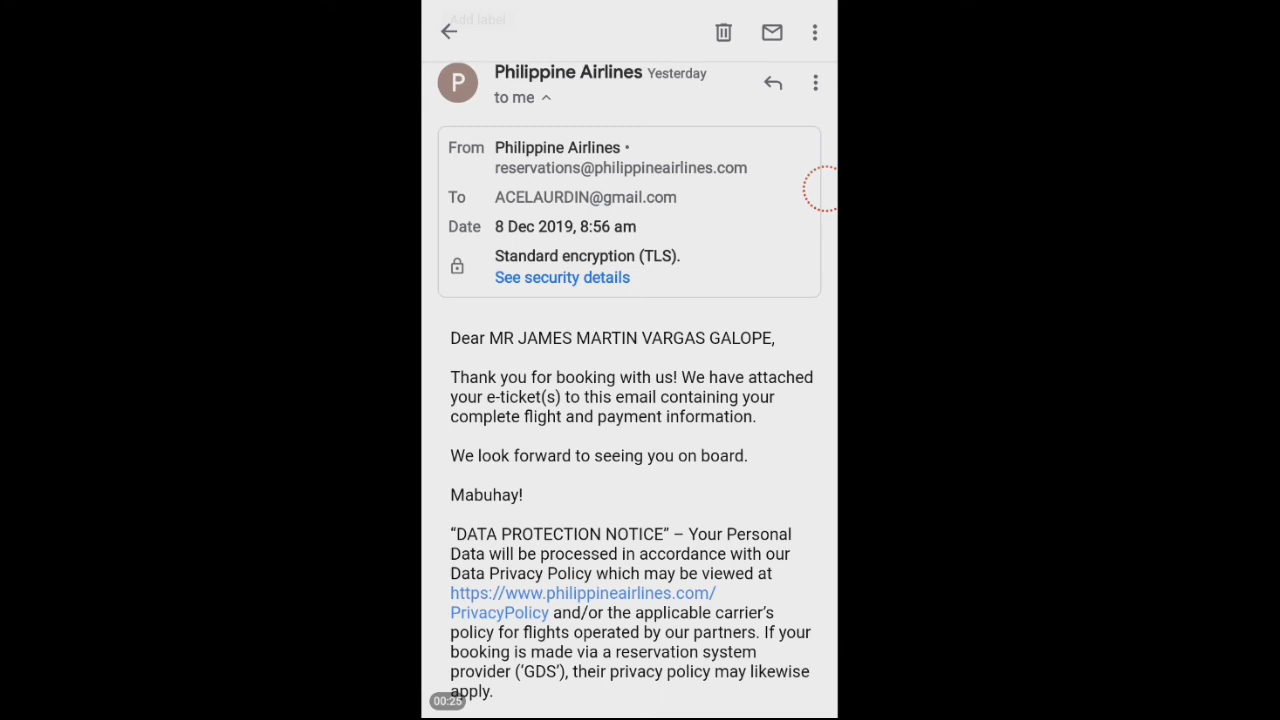 Add label
Philippine Airlines Yesterday
P
to me
From Philippine Airlines •
reservations@philippineairlines.com
To ACELAURDIN@gmail.com
Date 8 Dec 2019, 8:56 am
Standard encryption (TLS).
See security details
Dear MR JAMES MARTIN VARGAS GALOPE,
Thank you for booking with us! We have attached
your e-ticket(s) to this email containing your
complete flight and payment information.
We look forward to seeing you on board.
Mabuhay!
“DATA PROTECTION NOTICE” – Your Personal
Data will be processed in accordance with our
Data Privacy Policy which may be viewed at
https://www.philippineairlines.com/
PrivacyPolicy and/or the applicable carrier’s
policy for flights operated by our partners. If your
booking is made via a reservation system
provider (‘GDS’), their privacy policy may likewise
apply.
00:25